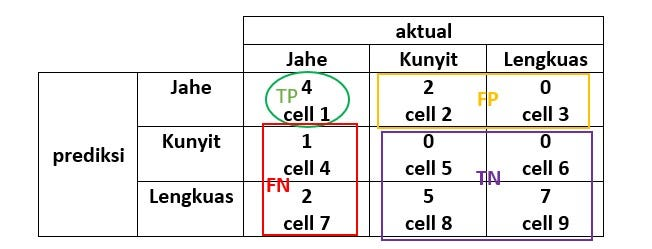 aktual
Jahe Kunyit Lengkuas
Jahe 4 2 0
TP FP
cell 1 cell 2 cell 3
prediksi
Kunyit 1 0 0
cell 4 cell 5 cell 6
FN TN
Lengkuas 2 5 7
cell 7 cell 8 cell 9